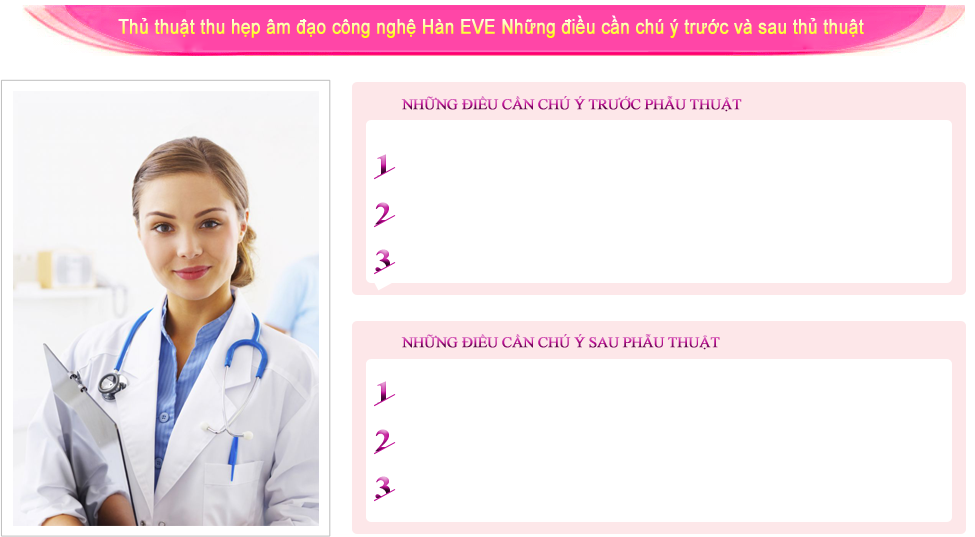 Thủ thuật thu hẹp âm đạo công nghệ Hàn EVE Những điều cần chú ý trước và sau thủ thuật
NHỮNG ĐIỀU CẦN CHÚ Ý TRƯỚC PHẪU THUẬT
1
2
3
NHỮNG ĐIỀU CẦN CHÚ Ý SAU PHẪU THUẬT
1
2
3